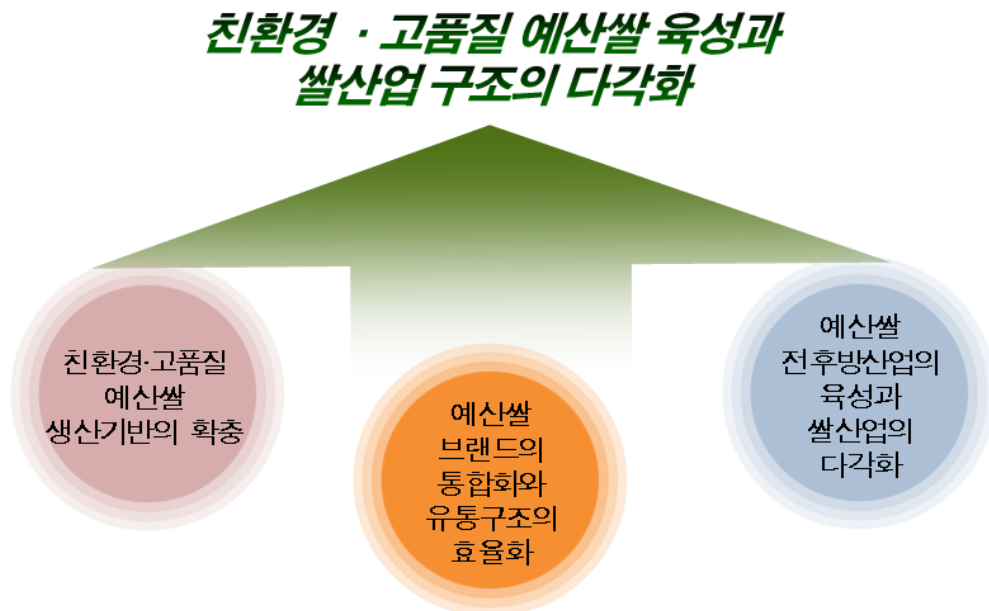 친환경 · 고품질 예산쌀 육성과
쌀산업 구조의 다각화
친환경·고품질
예산쌀
생산기반의 확충
예산쌀
브랜드의
통합화와
유통구조의
효율화
예산쌀
전후방산업의
육성과
쌀산업의
다각화